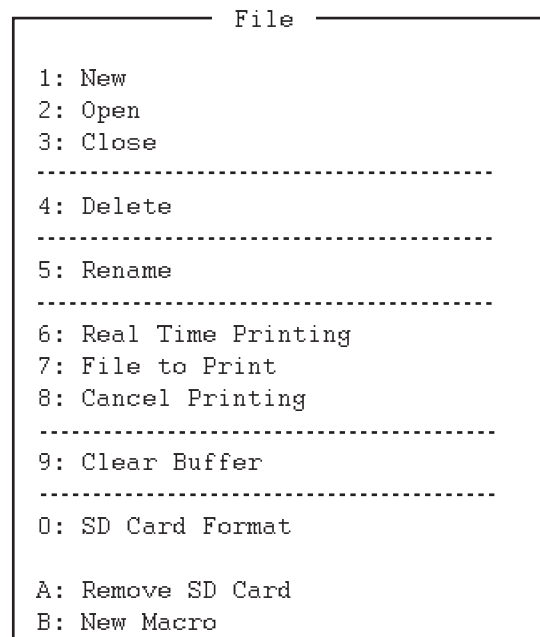 File
1: New
2: Open
3: Close
4: Delete
5: Rename
6: Real Time Printing
7: File to Print
8: Cancel Printing
9: Clear Buffer
0: SD Card Format
A: Remove SD Card
B: New Macro